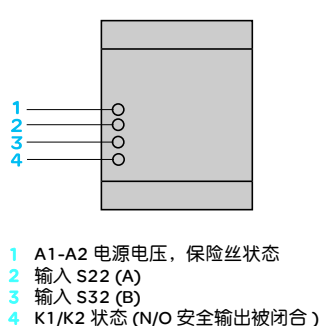 1
2
3
4
1 A1-A2 电源电压，保险丝状态
2 输入 S22 (A)
3 输入 S32 (B)
4 K1/K2 状态 (N/O 安全输出被闭合 )